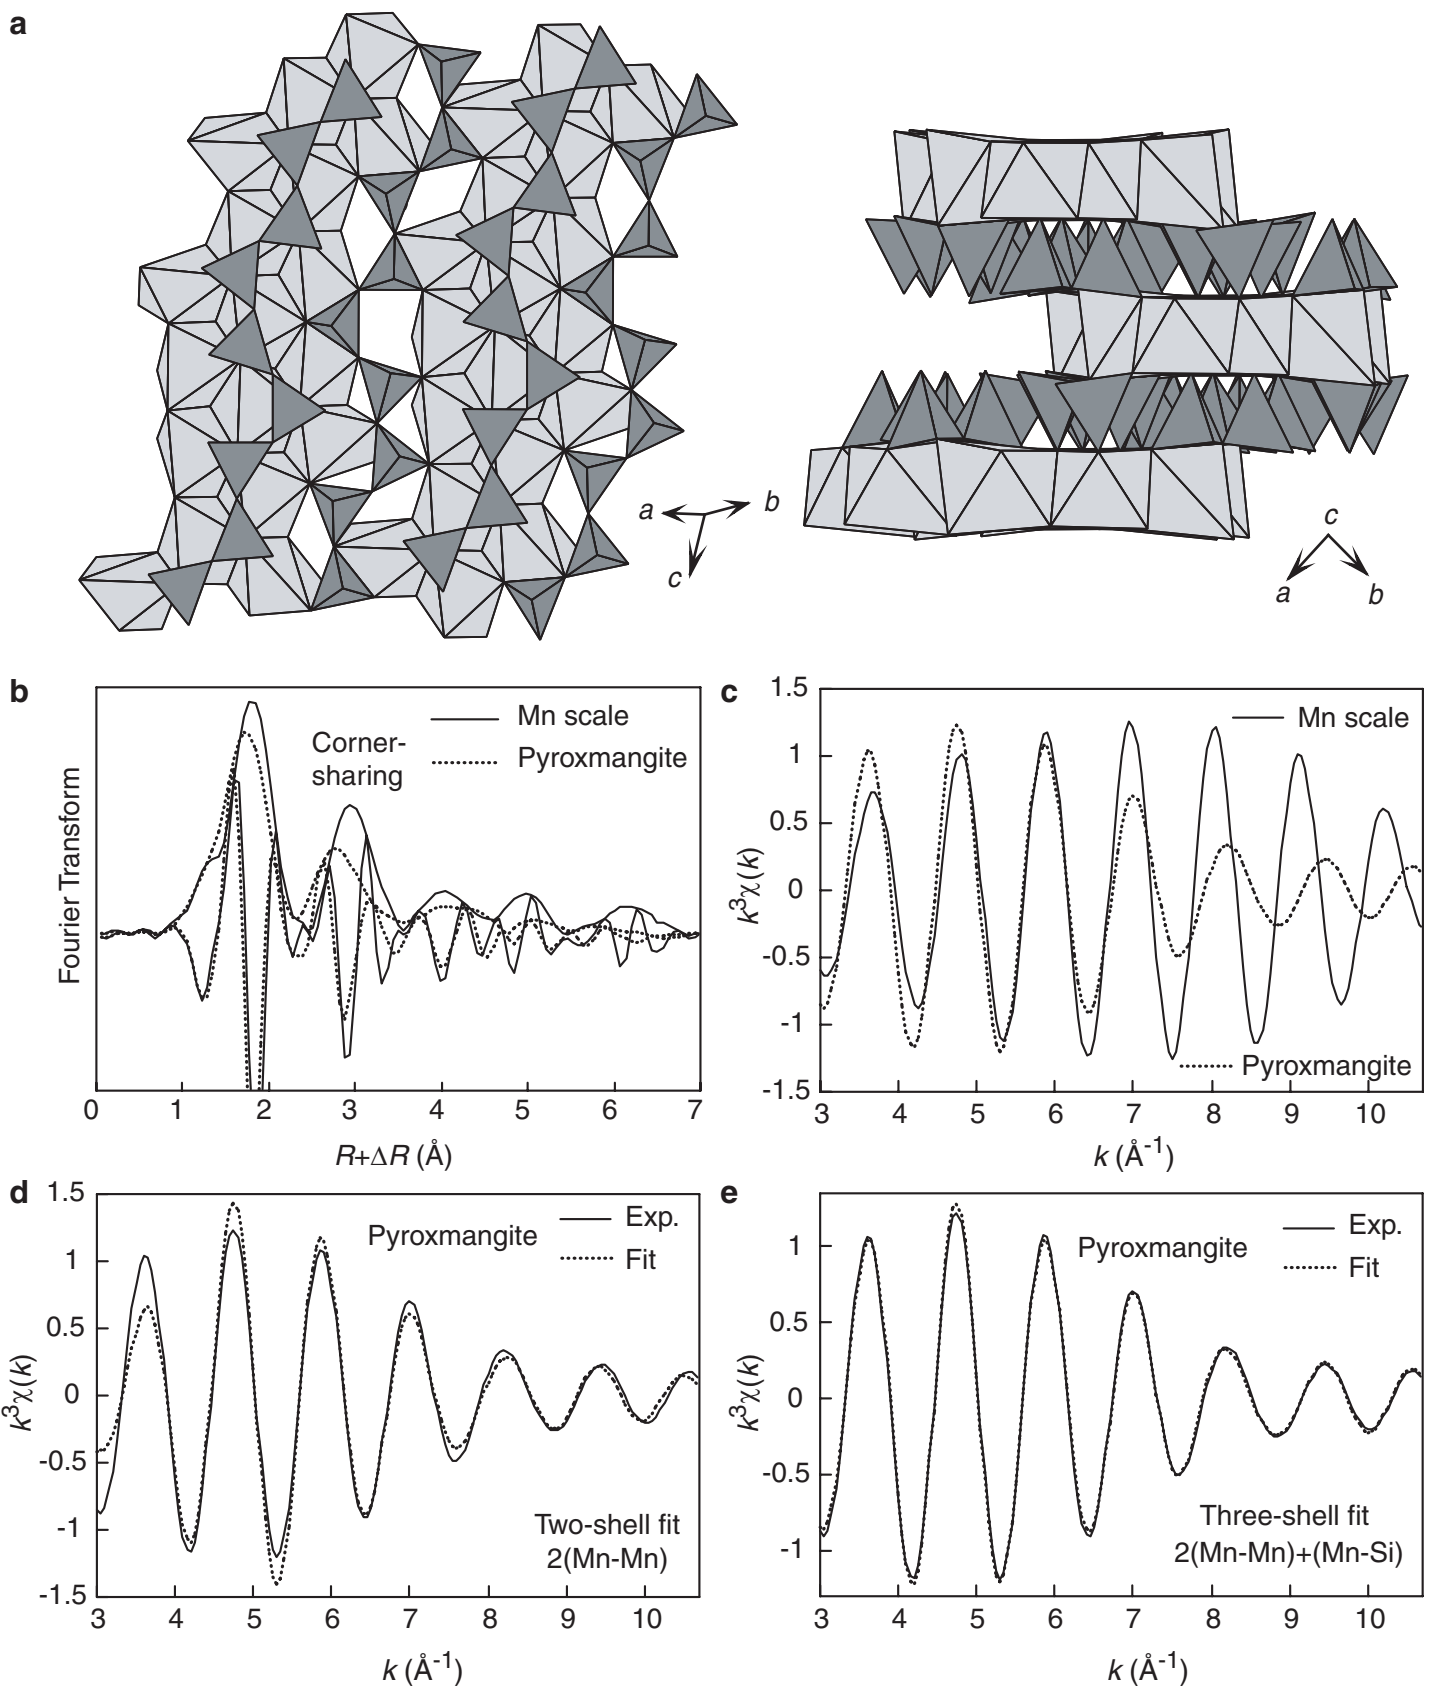 a
a
b
c
c
a
b
b
Fourier Transform
Corner-
sharing
Mn scale
Pyroxmangite
0 1 2 3 4 5 6 7
R+ΔR (Å)
c
k³χ(k)
1.5
1
0.5
0
-0.5
-1
-1.5
Mn scale
Pyroxmangite
3 4 5 6 7 8 9 10
k (Å⁻¹)
d
k³χ(k)
1.5
1
0.5
0
-0.5
-1
-1.5
Pyroxmangite
Exp.
Fit
Two-shell fit
2(Mn-Mn)
3 4 5 6 7 8 9 10
k (Å⁻¹)
e
k³χ(k)
1
0.5
0
-0.5
-1
Pyroxmangite
Exp.
Fit
Three-shell fit
2(Mn-Mn)+(Mn-Si)
3 4 5 6 7 8 9 10
k (Å⁻¹)